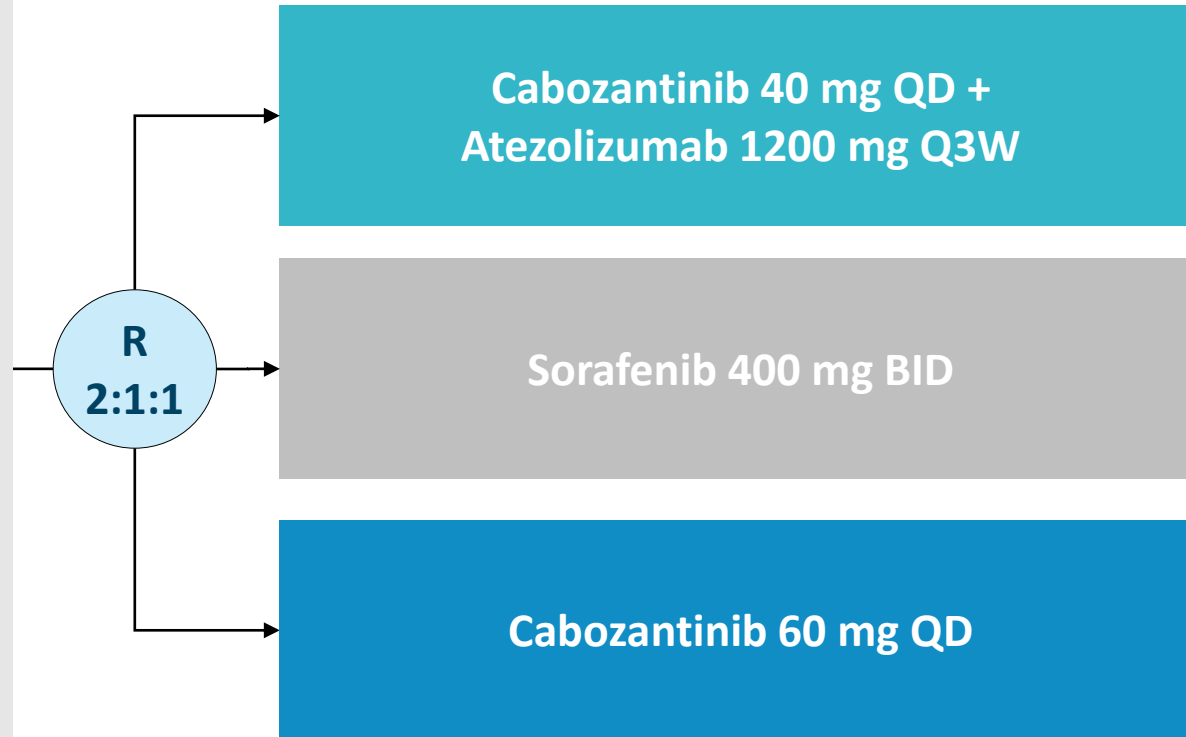 Cabozantinib 40 mg QD +
Atezolizumab 1200 mg Q3W
R
2:1:1
Sorafenib 400 mg BID
Cabozantinib 60 mg QD